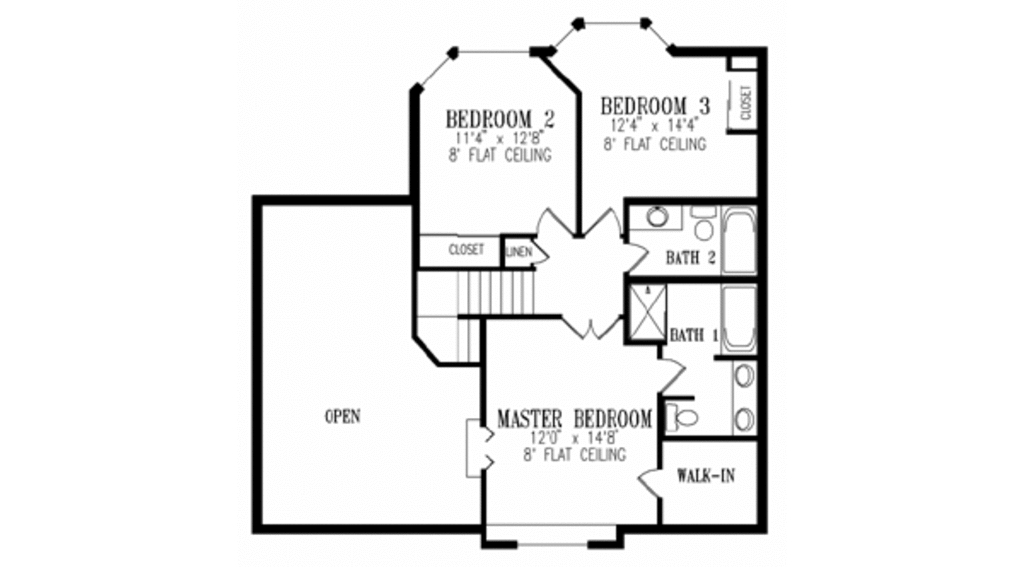 BEDROOM 2
11'4" x 12'8"
8' FLAT CEILING
BEDROOM 3
12'4" x 14'4"
8' FLAT CEILING
CLOSET
CLOSET
LINEN
BATH 2
BATH 1
OPEN
MASTER BEDROOM
12'0" x 14'8"
8' FLAT CEILING
WALK-IN